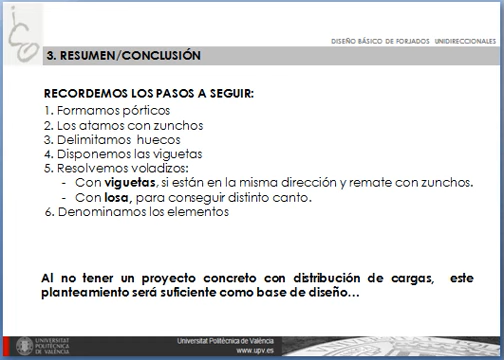 ico
DISEÑO BÁSICO DE FORJADOS UNIDIRECCIONALES
3. RESUMEN/CONCLUSIÓN
RECORDEMOS LOS PASOS A SEGUIR:
1. Formamos pórticos
2. Los atamos con zunchos
3. Delimitamos huecos
4. Disponemos las viguetas
5. Resolvemos voladizos:
- Con viguetas, si están en la misma dirección y remate con zunchos.
- Con losa, para conseguir distinto canto.
6. Denominamos los elementos
Al no tener un proyecto concreto con distribución de cargas, este
planteamiento será suficiente como base de diseño...
UNIVERSITAT
POLITÈCNICA
DE VALÈNCIA
Universitat Politècnica de València
www.upv.es